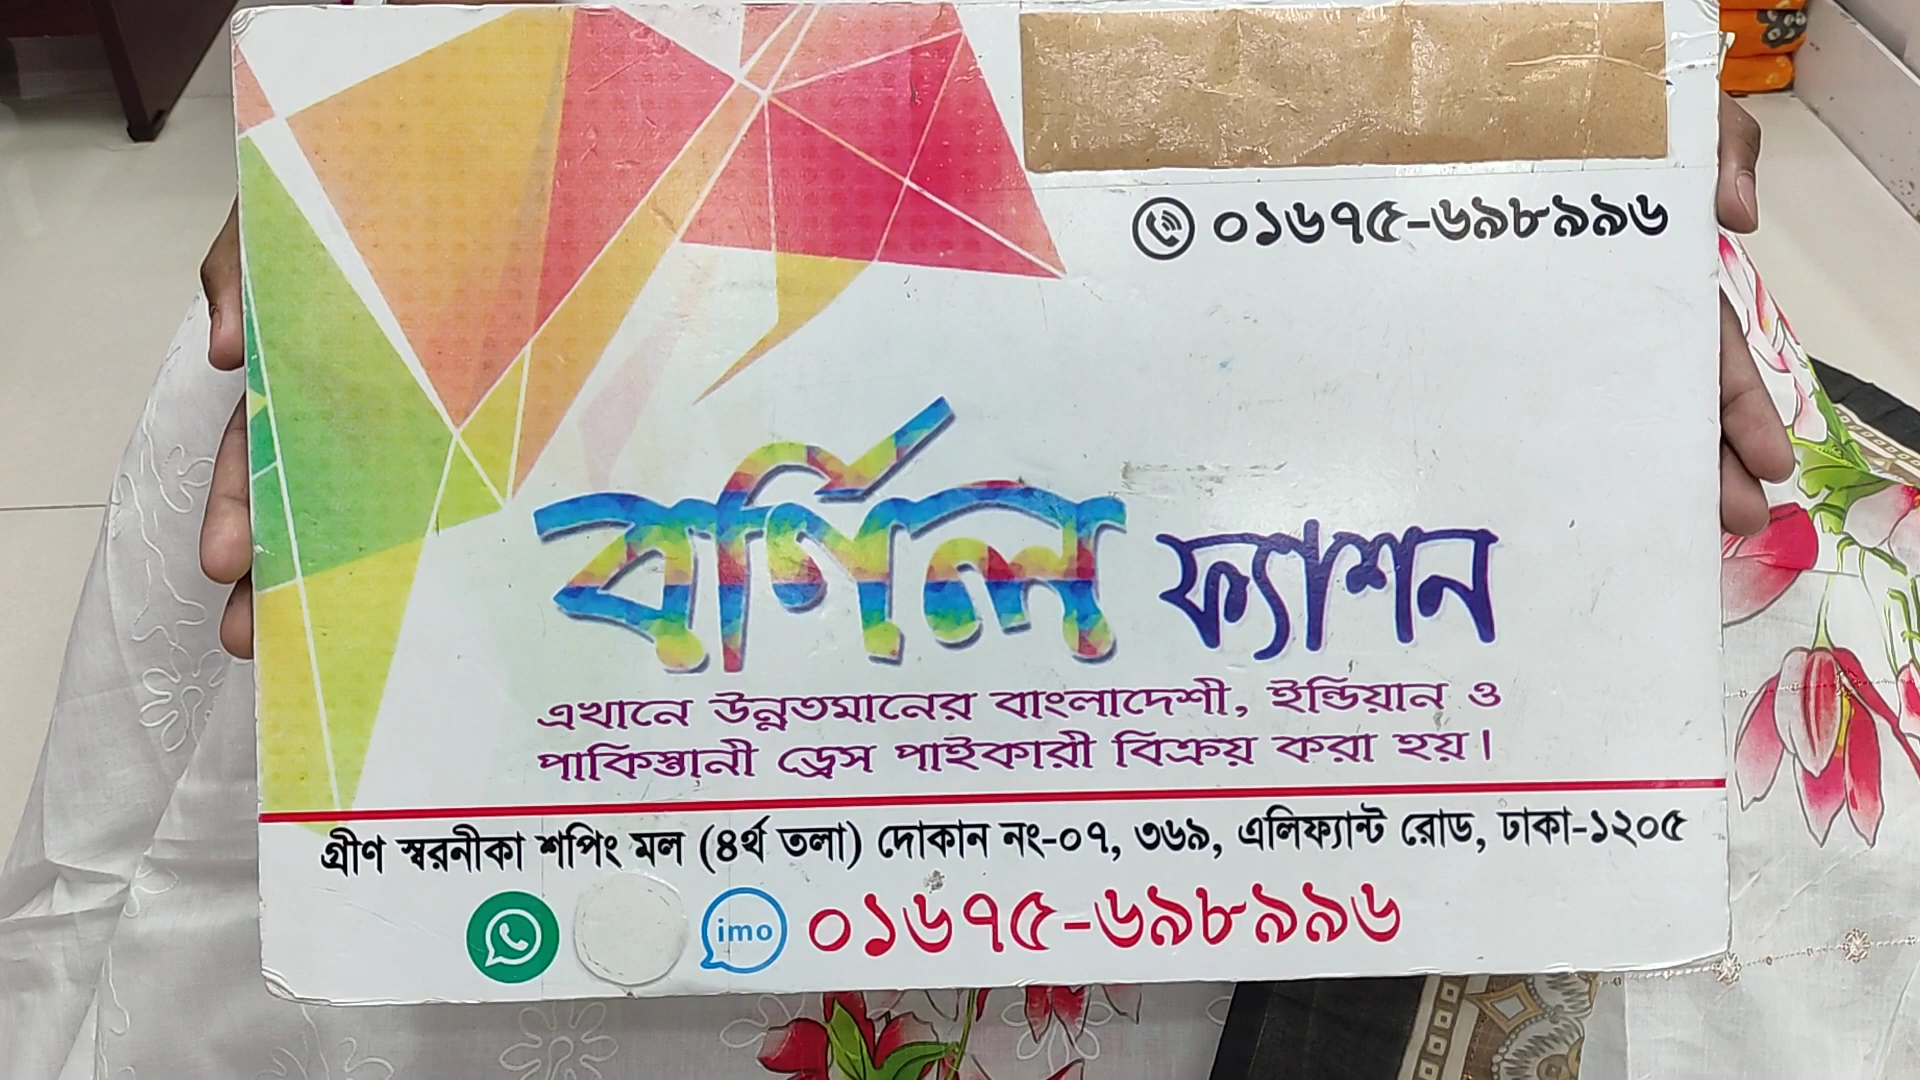 ০১৬৭৫-৬৯৮৯৯৬
বর্ণিল ফ্যাশন
এখানে উন্নতমানের বাংলাদেশী, ইন্ডিয়ান ও
পাকিস্তানী ড্রেস পাইকারী বিক্রয় করা হয়।
গ্রীণ স্বরনীকা শপিং মল (৪র্থ তলা) দোকান নং-০৭, ৩৬৯, এলিফ্যান্ট রোড, ঢাকা-১২০৫
imo ০১৬৭৫-৬৯৮৯৯৬